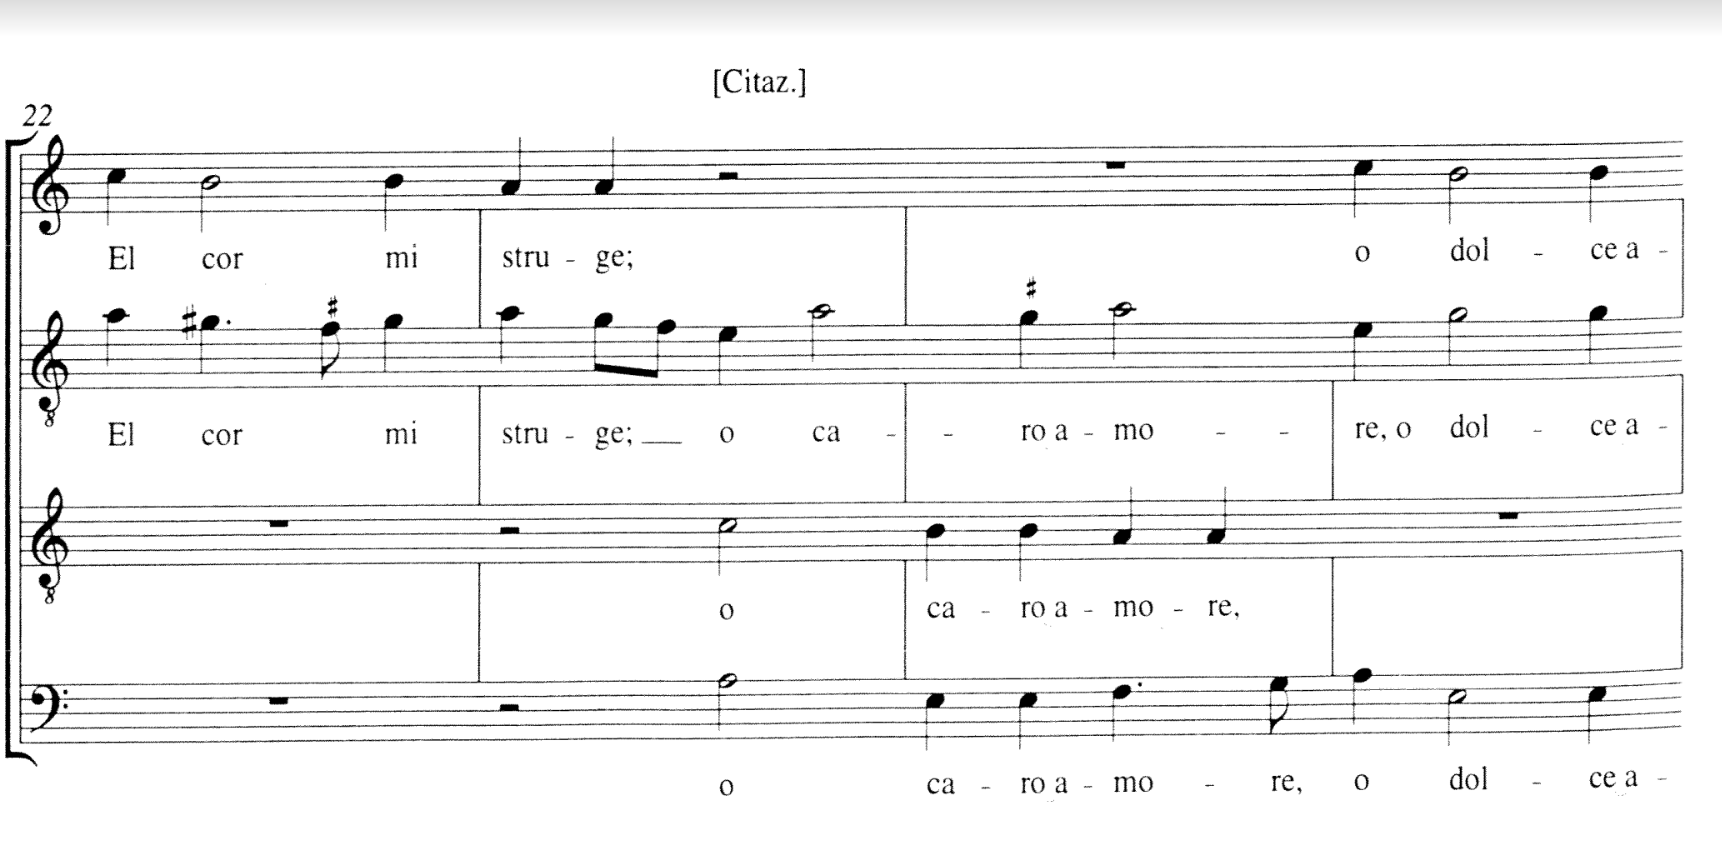 [Citaz.]
22
El cor mi stru - ge; o dol - ce a -
El cor mi stru - ge; __ o ca - - ro a - mo - - re, o dol - ce a -
o ca - ro a - mo - re,
o ca - ro a - mo - re, o dol - ce a -